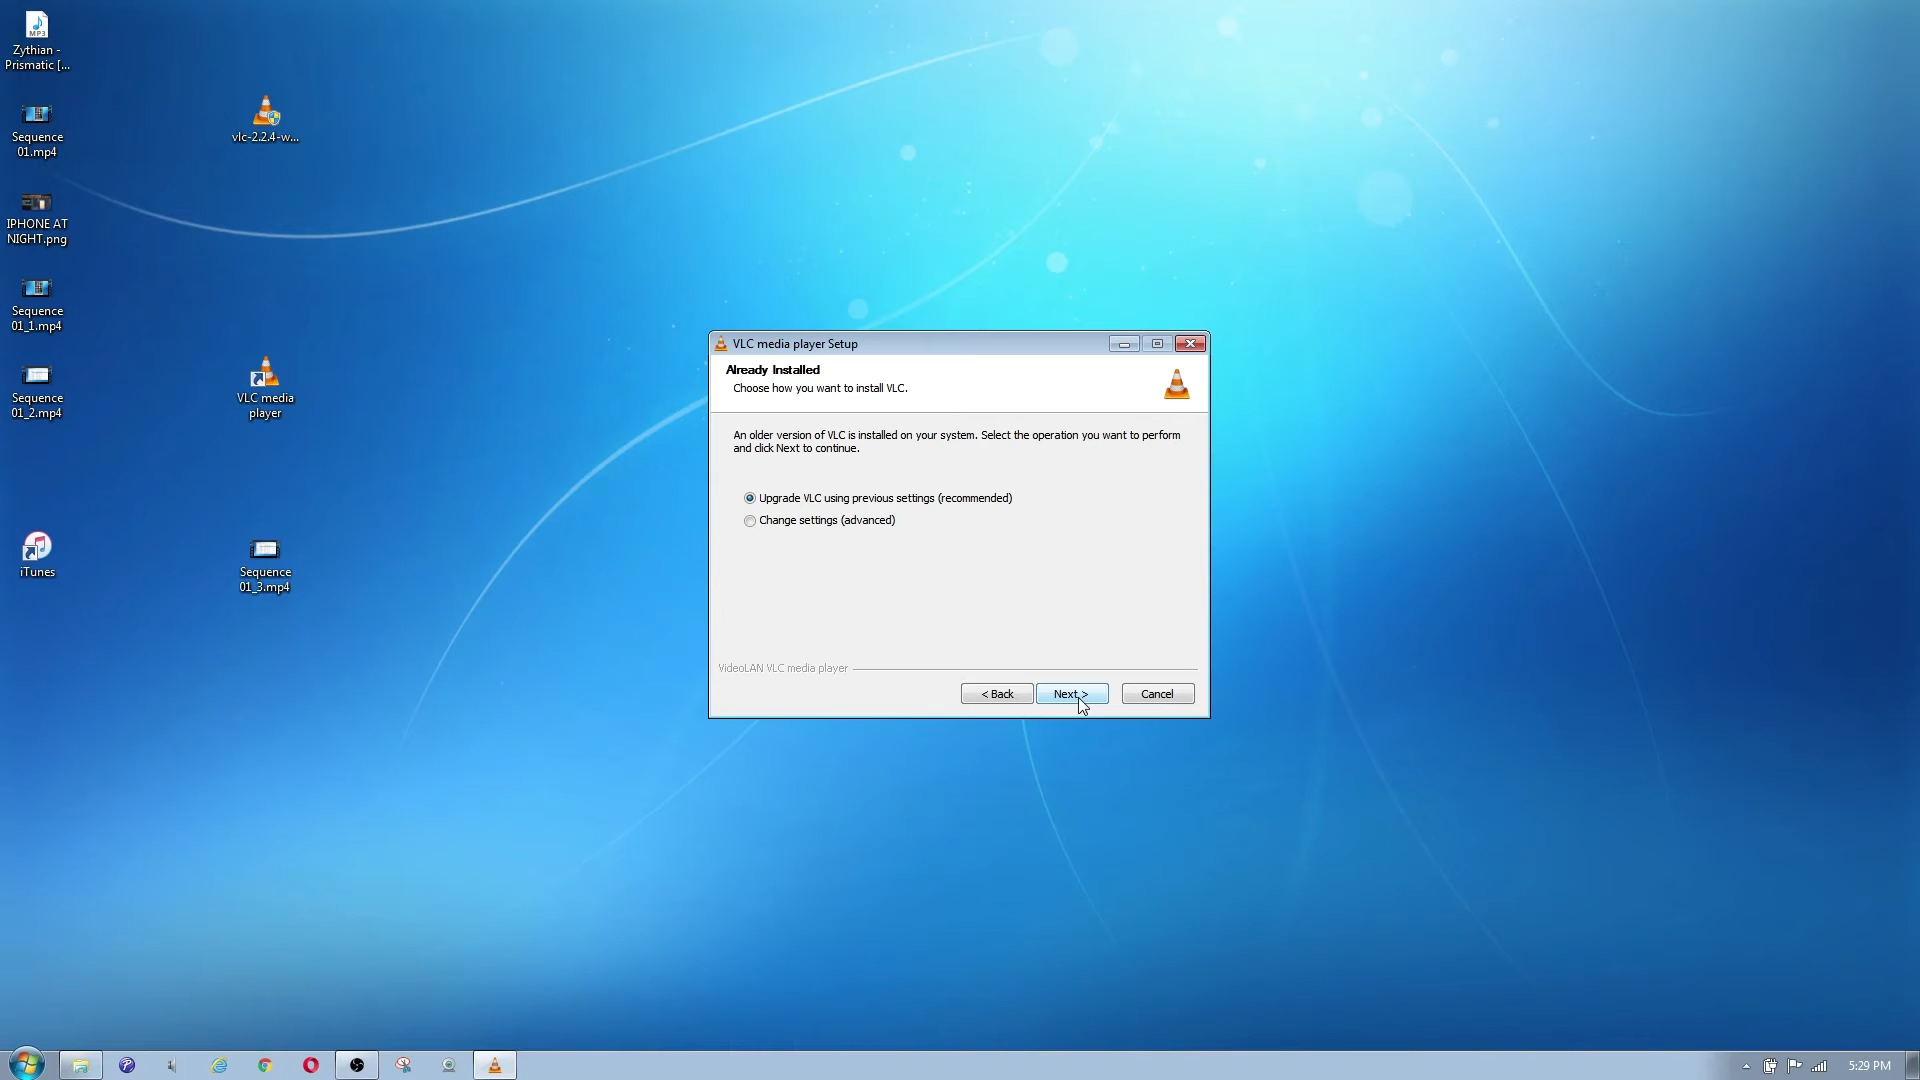 Zythian -
Prismatic [...
Sequence
01.mp4
IPHONE AT
NIGHT.png
Sequence
01_1.mp4
Sequence
01_2.mp4
iTunes
vlc-2.2.4-w...
VLC media
player
Sequence
01_3.mp4
VLC media player Setup
Already Installed
Choose how you want to install VLC.
An older version of VLC is installed on your system. Select the operation you want to perform
and click Next to continue.
Upgrade VLC using previous settings (recommended)
Change settings (advanced)
VideoLAN VLC media player
< Back
Next >
Cancel
5:29 PM